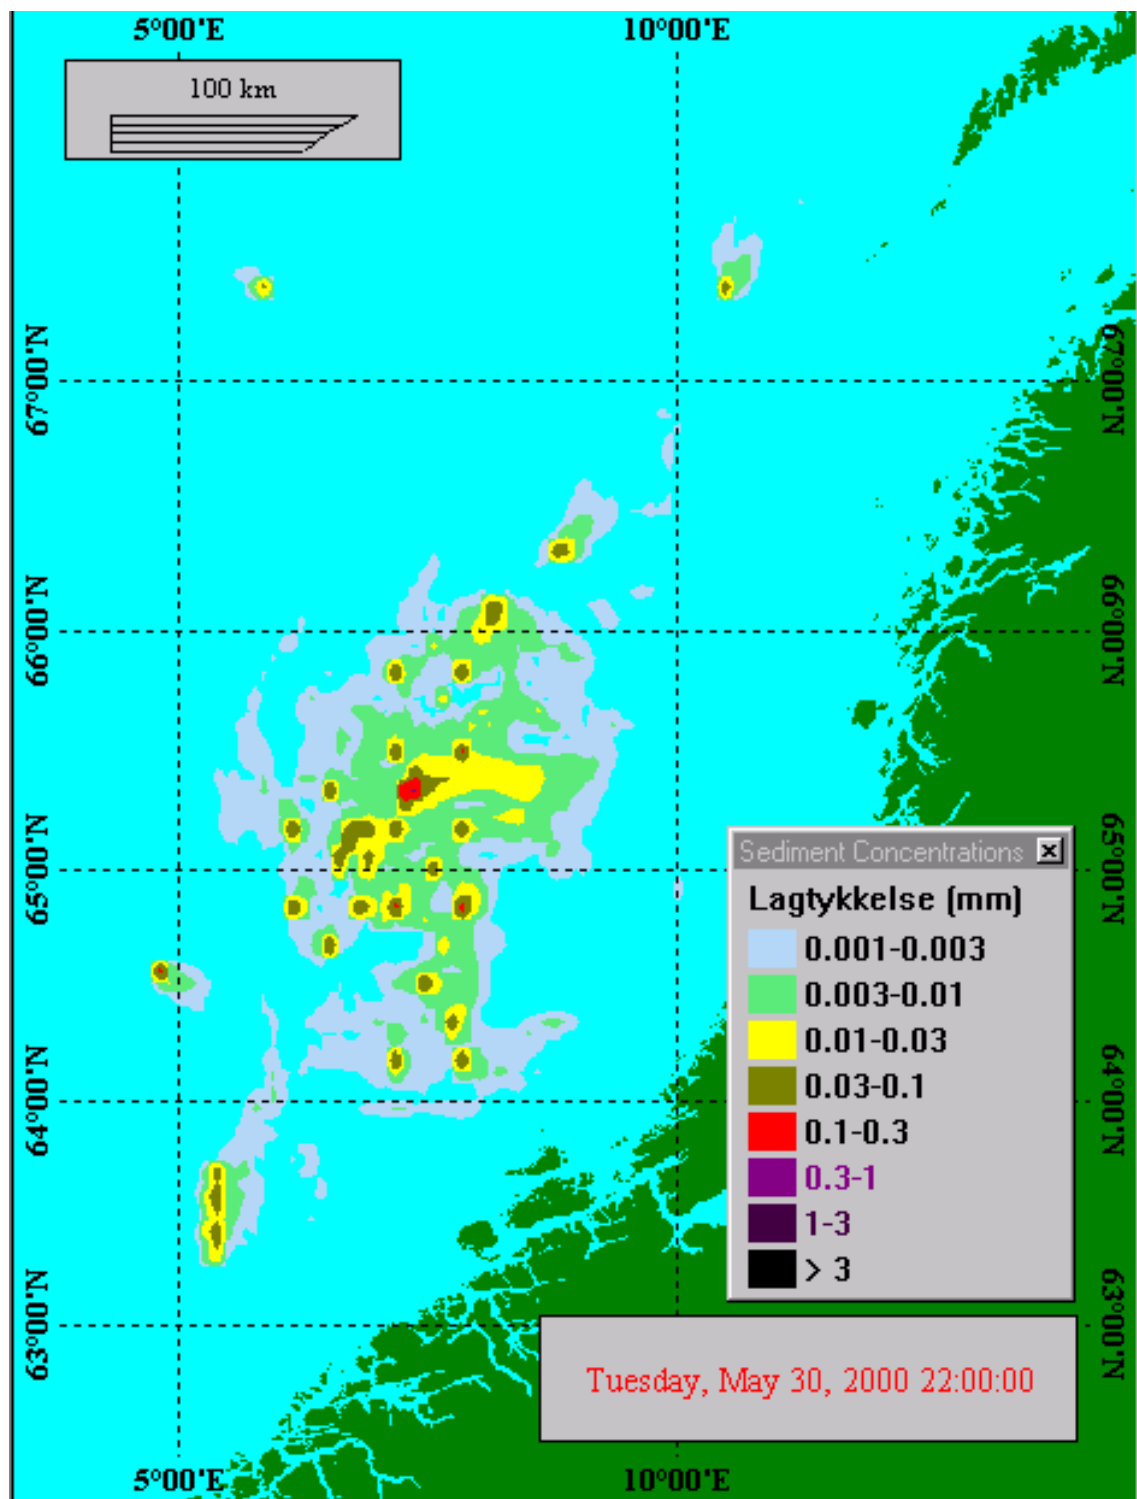 5°00'E 10°00'E
100 km
67°00'N 67°00'N
66°00'N 66°00'N
65°00'N 65°00'N
Sediment Concentrations
Lagtykkelse (mm)
0.001-0.003
0.003-0.01
0.01-0.03
0.03-0.1
0.1-0.3
0.3-1
1-3
> 3
64°00'N 64°00'N
63°00'N 63°00'N
Tuesday, May 30, 2000 22:00:00
5°00'E 10°00'E